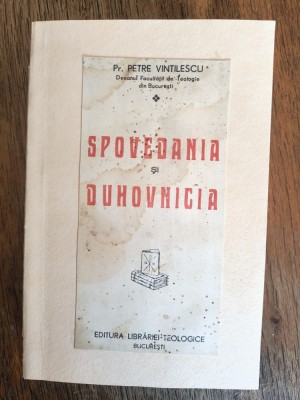 Pr. PETRE VINTILESCU
Decanul Facultății de Teologie
din București
SPOVEDANIA
ȘI
DUHOVNICIA
EDITURA LIBRĂRIEI TEOLOGICE
BUCUREȘTI